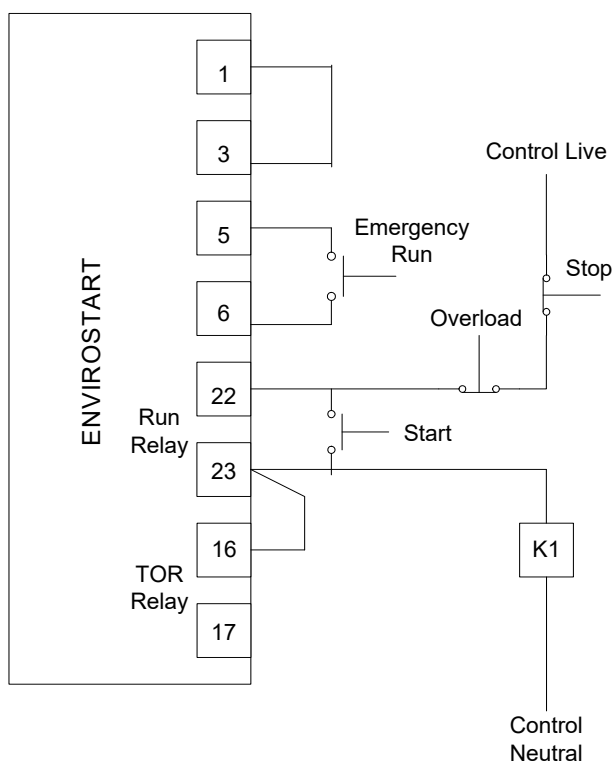 ENVIROSTART
1
3
5
6
22
Run
Relay
23
16
TOR
Relay
17
Control Live
Emergency
Run
Stop
Overload
Start
K1
Control
Neutral